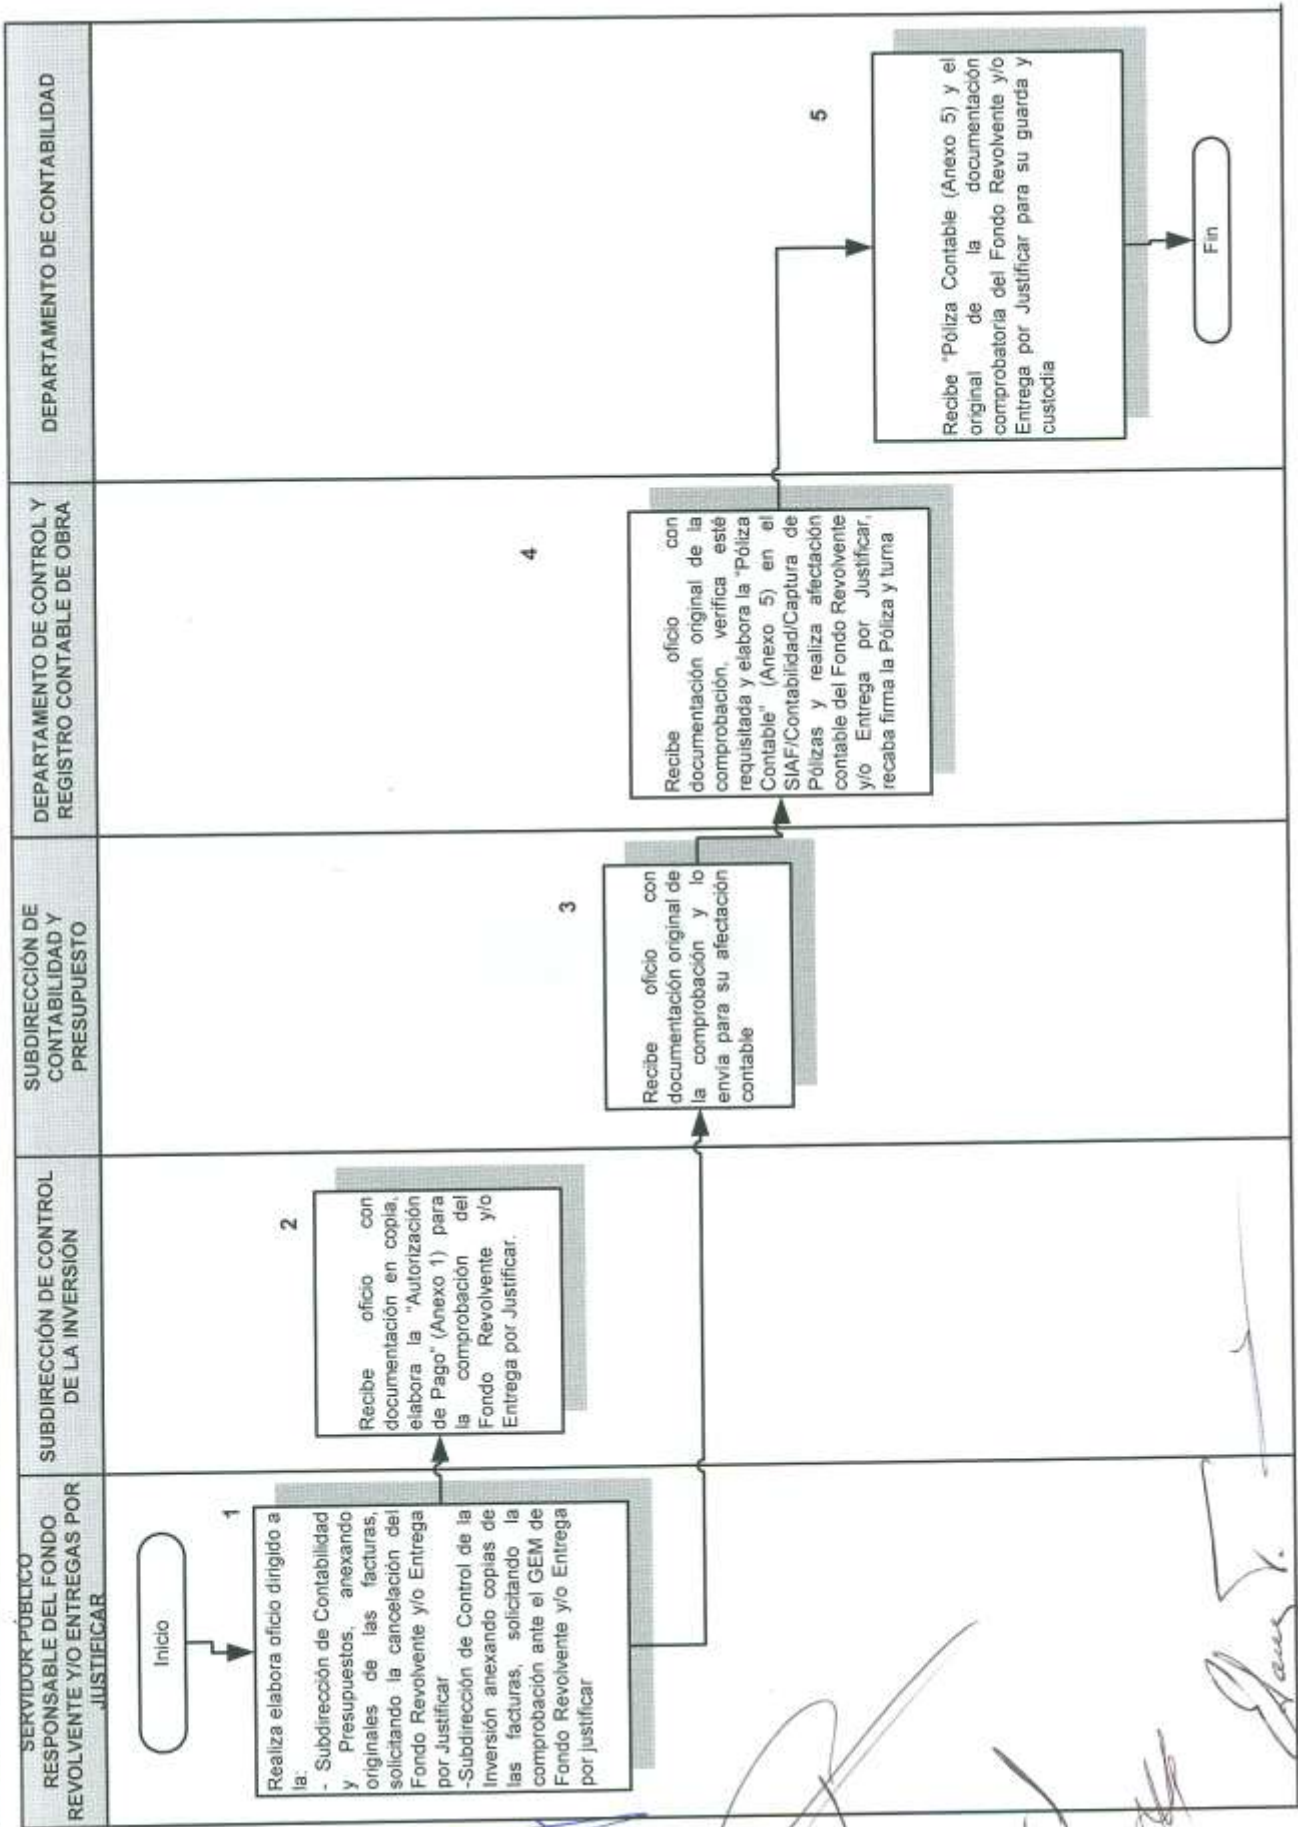 SERVIDOR PÚBLICO
RESPONSABLE DEL FONDO
REVOLVENTE Y/O ENTREGAS POR
JUSTIFICAR
SUBDIRECCIÓN DE CONTROL
DE LA INVERSIÓN
SUBDIRECCIÓN DE
CONTABILIDAD Y
PRESUPUESTO
DEPARTAMENTO DE CONTROL Y
REGISTRO CONTABLE DE OBRA
DEPARTAMENTO DE CONTABILIDAD
Inicio
1
Realiza elabora oficio dirigido a
la:
- Subdirección de Contabilidad
y Presupuestos, anexando
originales de las facturas,
solicitando la cancelación del
Fondo Revolvente y/o Entrega
por Justificar
-Subdirección de Control de la
Inversión anexando copias de
las facturas, solicitando la
comprobación ante el GEM de
Fondo Revolvente y/o Entrega
por justificar
2
Recibe oficio con
documentación en copia,
elabora la "Autorización
de Pago" (Anexo 1) para
la comprobación del
Fondo Revolvente y/o
Entrega por Justificar.
3
Recibe oficio con
documentación original de
la comprobación y lo
envia para su afectación
contable
4
Recibe oficio con
documentación original de la
comprobación, verifica esté
requisitada y elabora la "Póliza
Contable" (Anexo 5) en el
SIAF/Contabilidad/Captura de
Pólizas y realiza afectación
contable del Fondo Revolvente
y/o Entrega por Justificar,
recaba firma la Póliza y turna
5
Recibe "Póliza Contable (Anexo 5) y el
original de la documentación
comprobatoria del Fondo Revolvente y/o
Entrega por Justificar para su guarda y
custodia
Fin